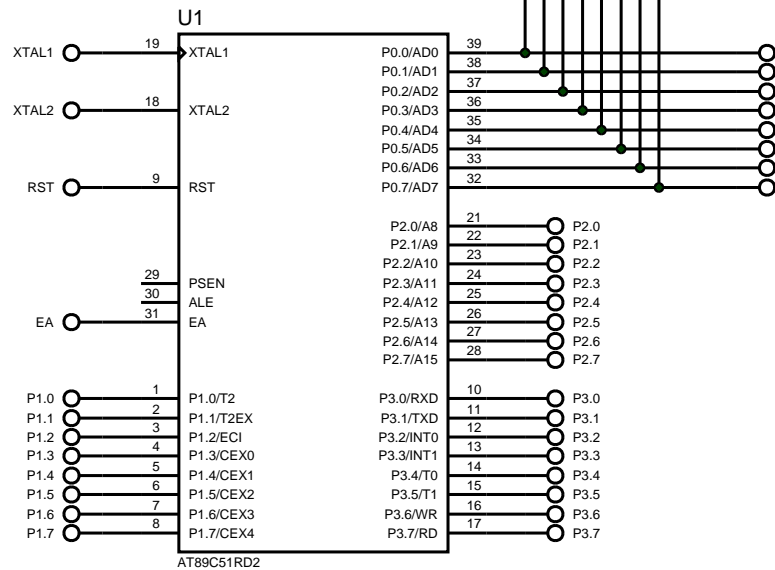 U1
XTAL1 19 XTAL1 P0.0/AD0 39
P0.1/AD1 38
P0.2/AD2 37
XTAL2 18 XTAL2 P0.3/AD3 36
P0.4/AD4 35
P0.5/AD5 34
P0.6/AD6 33
RST 9 RST P0.7/AD7 32
P2.0/A8 21 P2.0
P2.1/A9 22 P2.1
P2.2/A10 23 P2.2
29 PSEN P2.3/A11 24 P2.3
30 ALE P2.4/A12 25 P2.4
EA 31 EA P2.5/A13 26 P2.5
P2.6/A14 27 P2.6
P2.7/A15 28 P2.7
P1.0 1 P1.0/T2 P3.0/RXD 10 P3.0
P1.1 2 P1.1/T2EX P3.1/TXD 11 P3.1
P1.2 3 P1.2/ECI P3.2/INT0 12 P3.2
P1.3 4 P1.3/CEX0 P3.3/INT1 13 P3.3
P1.4 5 P1.4/CEX1 P3.4/T0 14 P3.4
P1.5 6 P1.5/CEX2 P3.5/T1 15 P3.5
P1.6 7 P1.6/CEX3 P3.6/WR 16 P3.6
P1.7 8 P1.7/CEX4 P3.7/RD 17 P3.7
AT89C51RD2